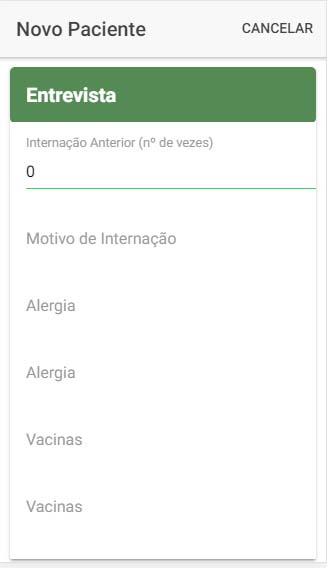 Novo Paciente
CANCELAR
Entrevista
Internação Anterior (nº de vezes)
0
Motivo de Internação
Alergia
Alergia
Vacinas
Vacinas